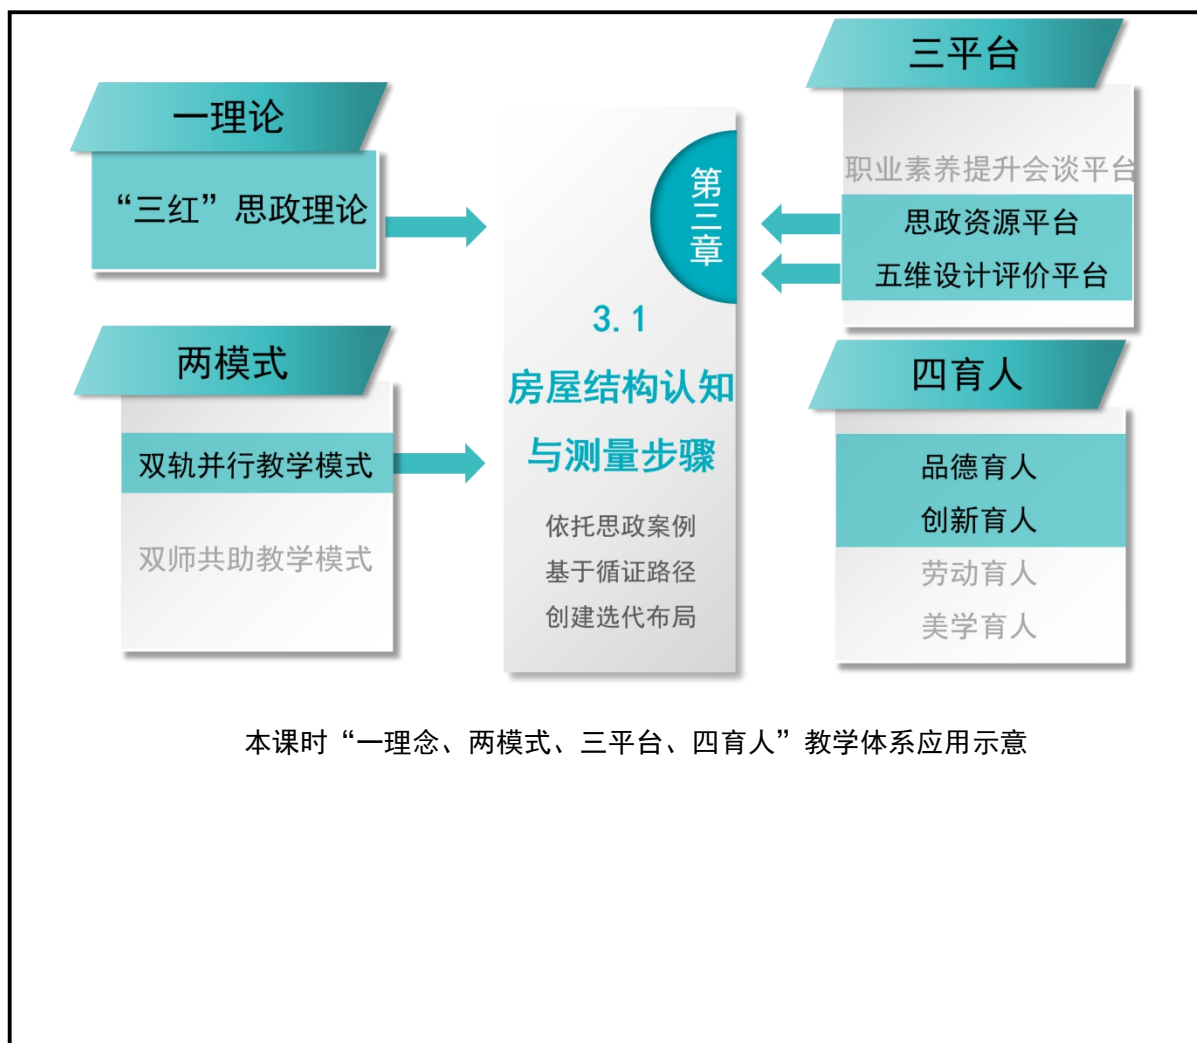 一理论
“三红”思政理论
两模式
双轨并行教学模式
双师共助教学模式
第三章
3.1
房屋结构认知
与测量步骤
依托思政案例
基于循证路径
创建选代布局
三平台
职业素养提升会谈平台
思政资源平台
五维设计评价平台
四育人
品德育人
创新育人
劳动育人
美学育人
本课时“一理念、两模式、三平台、四育人”教学体系应用示意